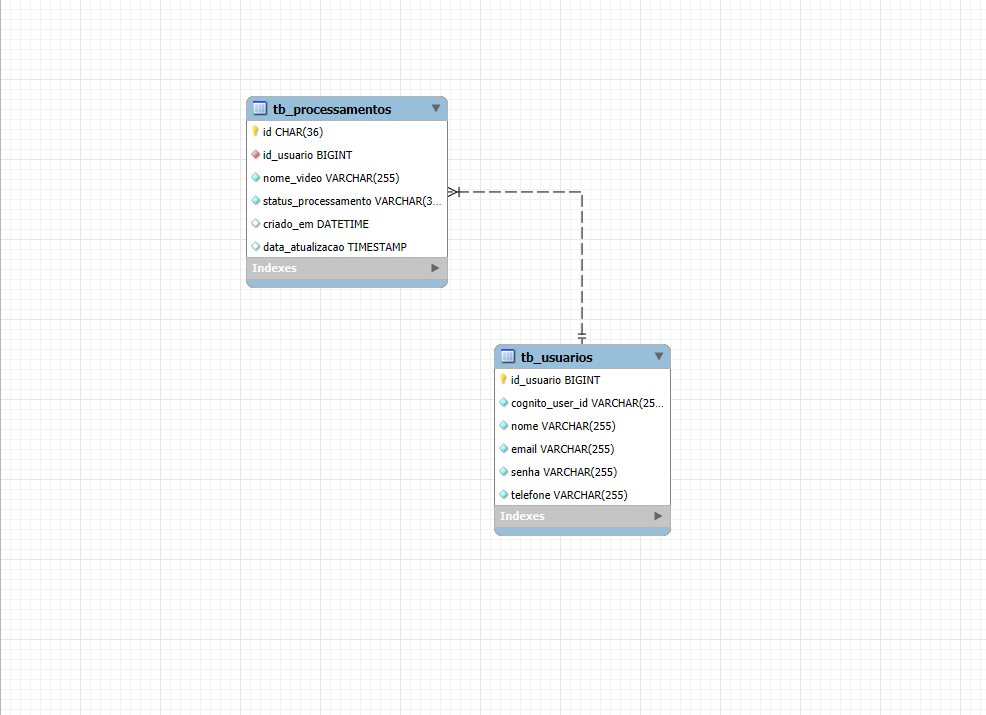 tb_processamentos
id CHAR(36)
id_usuario BIGINT
nome_video VARCHAR(255)
status_processamento VARCHAR(3...
criado_em DATETIME
data_atualizacao TIMESTAMP
Indexes
tb_usuarios
id_usuario BIGINT
cognito_user_id VARCHAR(25...
nome VARCHAR(255)
email VARCHAR(255)
senha VARCHAR(255)
telefone VARCHAR(255)
Indexes